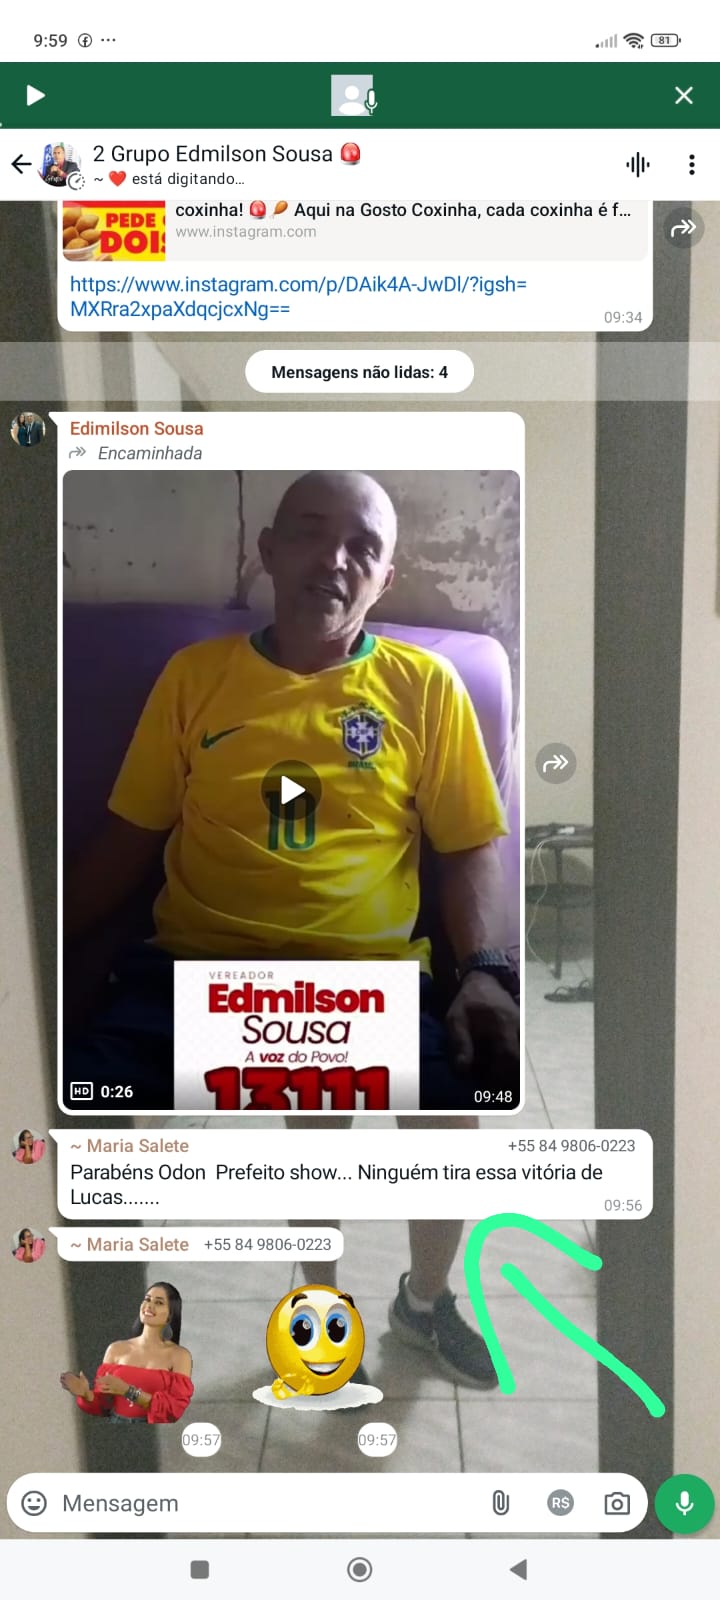 9:59
81
2 Grupo Edmilson Sousa 🚨
~ ❤️ está digitando...
PEDE
DOIS
coxinha! 🚨🍗 Aqui na Gosto Coxinha, cada coxinha é f...
www.instagram.com
https://www.instagram.com/p/DAik4A-JwDl/?igsh=
MXRra2xpaXdqcjcxNg==
09:34
Mensagens não lidas: 4
Edimilson Sousa
Encaminhada
BRASIL
10
VEREADOR
Edmilson
Sousa
A voz do Povo!
13111
HD 0:26
09:48
~ Maria Salete +55 84 9806-0223
Parabéns Odon Prefeito show... Ninguém tira essa vitória de
Lucas.......
09:56
~ Maria Salete +55 84 9806-0223
09:57
09:57
Mensagem
R$